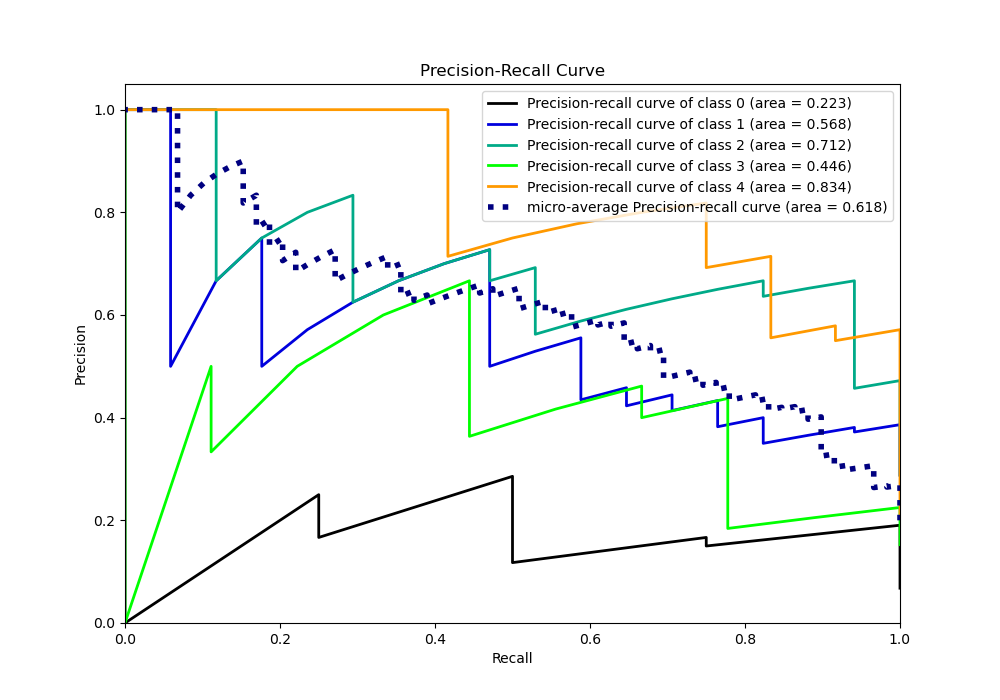 Precision-Recall Curve
Precision-recall curve of class 0 (area = 0.223)
Precision-recall curve of class 1 (area = 0.568)
Precision-recall curve of class 2 (area = 0.712)
Precision-recall curve of class 3 (area = 0.446)
Precision-recall curve of class 4 (area = 0.834)
micro-average Precision-recall curve (area = 0.618)
Precision
1.0
0.8
0.6
0.4
0.2
0.0
0.0 0.2 0.4 0.6 0.8 1.0
Recall